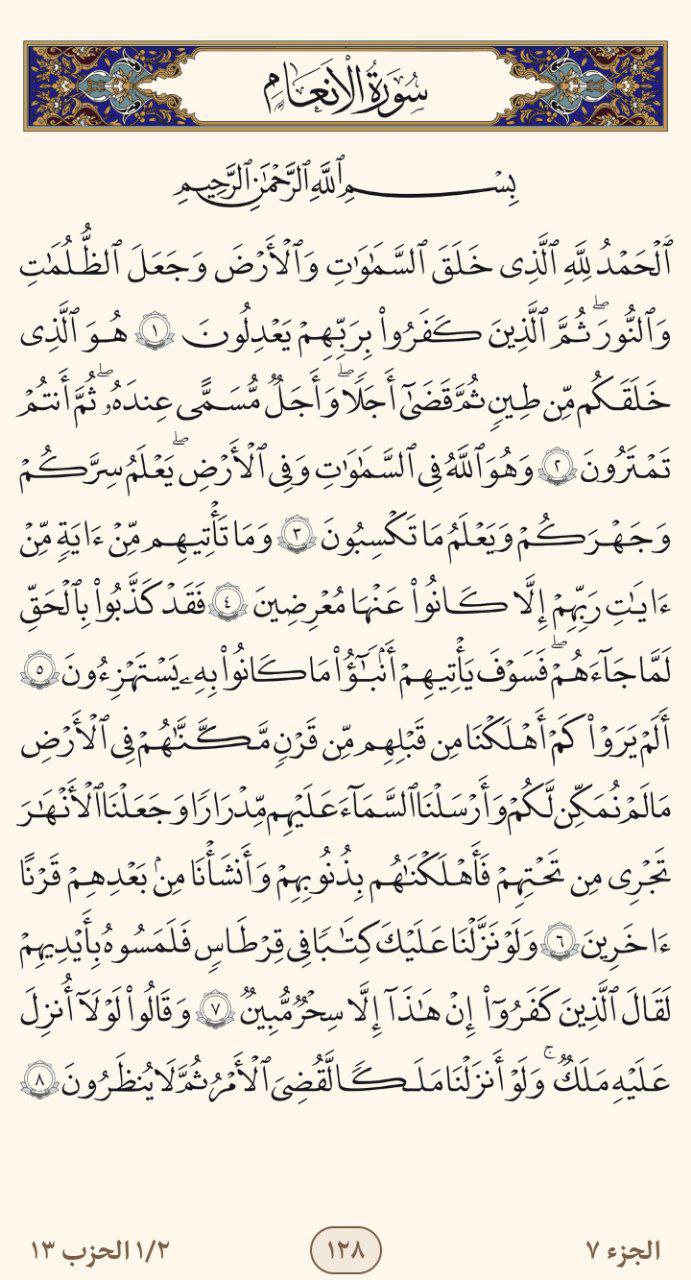 سُورَةُ الْأَنْعَامِ
بِسْمِ ٱللَّهِ ٱلرَّحْمَٰنِ ٱلرَّحِيمِ
ٱلْحَمْدُ لِلَّهِ ٱلَّذِى خَلَقَ ٱلسَّمَٰوَٰتِ وَٱلْأَرْضَ وَجَعَلَ ٱلظُّلُمَٰتِ
وَٱلنُّورَۖ ثُمَّ ٱلَّذِينَ كَفَرُوا۟ بِرَبِّهِمْ يَعْدِلُونَ ١ هُوَ ٱلَّذِى
خَلَقَكُم مِّن طِينٍ ثُمَّ قَضَىٰٓ أَجَلًاۖ وَأَجَلٌ مُّسَمًّى عِندَهُۥۖ ثُمَّ أَنتُمْ
تَمْتَرُونَ ٢ وَهُوَ ٱللَّهُ فِى ٱلسَّمَٰوَٰتِ وَفِى ٱلْأَرْضِۖ يَعْلَمُ سِرَّكُمْ
وَجَهْرَكُمْ وَيَعْلَمُ مَا تَكْسِبُونَ ٣ وَمَا تَأْتِيهِم مِّنْ ءَايَةٍ مِّنْ
ءَايَٰتِ رَبِّهِمْ إِلَّا كَانُوا۟ عَنْهَا مُعْرِضِينَ ٤ فَقَدْ كَذَّبُوا۟ بِٱلْحَقِّ
لَمَّا جَآءَهُمْۖ فَسَوْفَ يَأْتِيهِمْ أَنۢبَٰٓؤُا۟ مَا كَانُوا۟ بِهِۦ يَسْتَهْزِءُونَ ٥
أَلَمْ يَرَوْا۟ كَمْ أَهْلَكْنَا مِن قَبْلِهِم مِّن قَرْنٍ مَّكَّنَّٰهُمْ فِى ٱلْأَرْضِ
مَا لَمْ نُمَكِّن لَّكُمْ وَأَرْسَلْنَا ٱلسَّمَآءَ عَلَيْهِم مِّدْرَارًا وَجَعَلْنَا ٱلْأَنْهَٰرَ
تَجْرِى مِن تَحْتِهِمْ فَأَهْلَكْنَٰهُم بِذُنُوبِهِمْ وَأَنشَأْنَا مِنۢ بَعْدِهِمْ قَرْنًا
ءَاخَرِينَ ٦ وَلَوْ نَزَّلْنَا عَلَيْكَ كِتَٰبًا فِى قِرْطَاسٍ فَلَمَسُوهُ بِأَيْدِيهِمْ
لَقَالَ ٱلَّذِينَ كَفَرُوٓا۟ إِنْ هَٰذَآ إِلَّا سِحْرٌ مُّبِينٌ ٧ وَقَالُوا۟ لَوْلَآ أُنزِلَ
عَلَيْهِ مَلَكٌۖ وَلَوْ أَنزَلْنَا مَلَكًا لَّقُضِىَ ٱلْأَمْرُ ثُمَّ لَا يُنظَرُونَ ٨
الجزء ٧ ١٢٨ ١/٢ الحزب ١٣